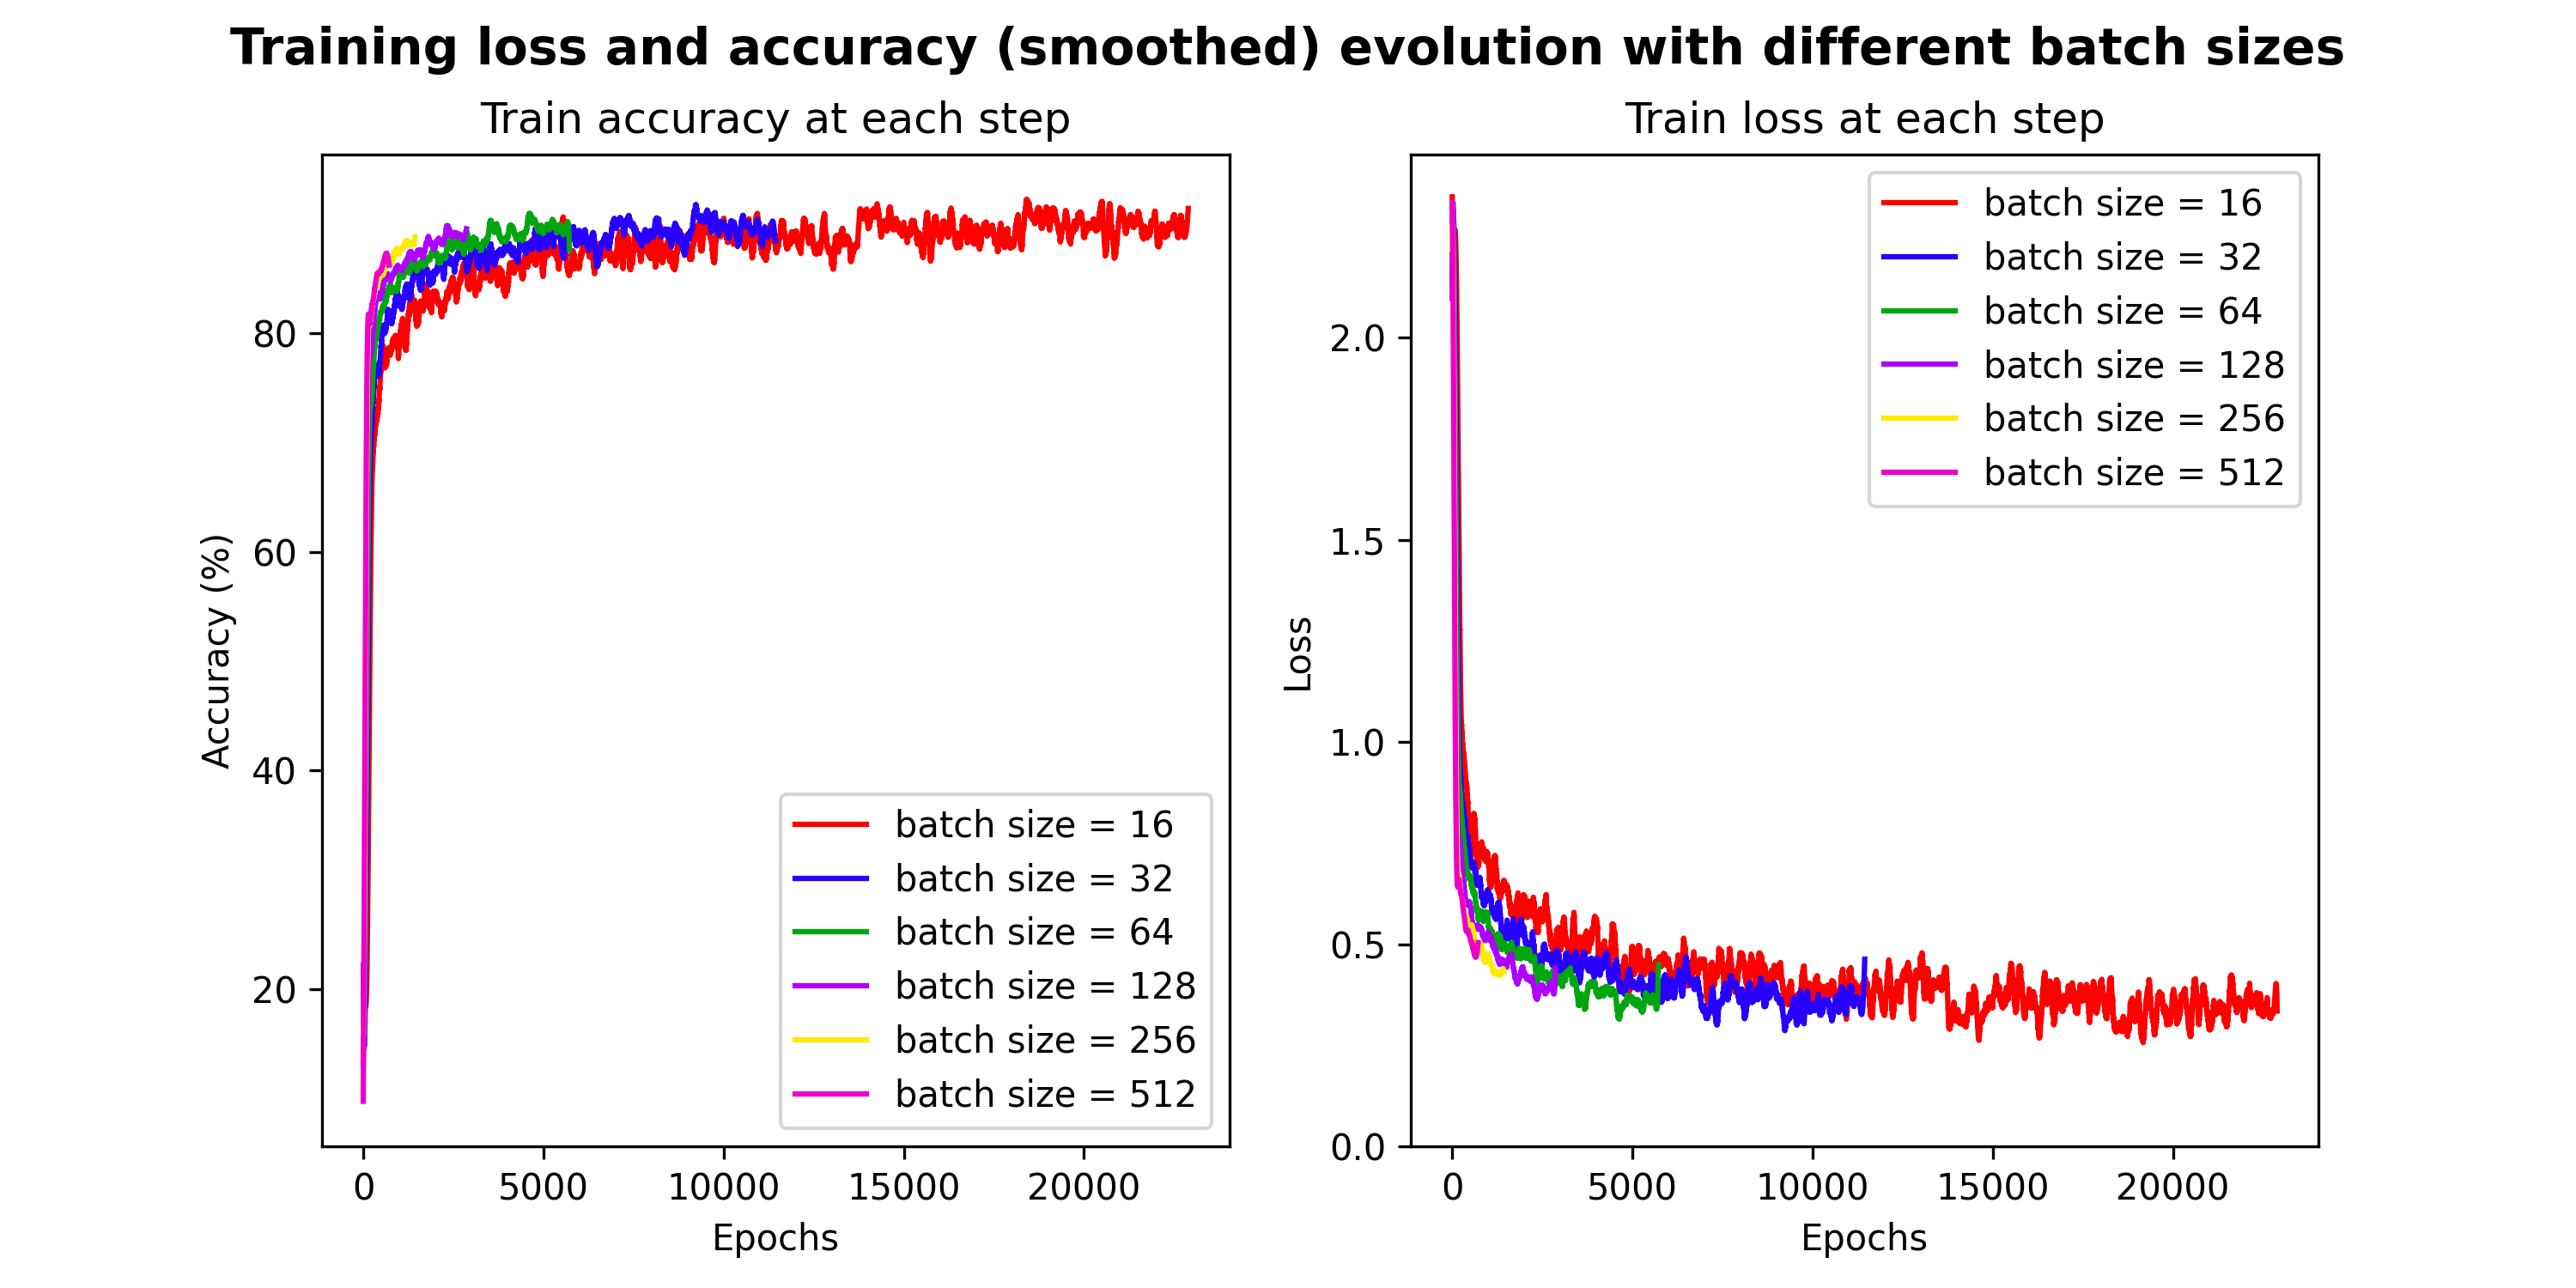 Training loss and accuracy (smoothed) evolution with different batch sizes
Train accuracy at each step
Accuracy (%)
80
60
40
20
0 5000 10000 15000 20000
Epochs
batch size = 16
batch size = 32
batch size = 64
batch size = 128
batch size = 256
batch size = 512
Train loss at each step
Loss
2.0
1.5
1.0
0.5
0.0
0 5000 10000 15000 20000
Epochs
batch size = 16
batch size = 32
batch size = 64
batch size = 128
batch size = 256
batch size = 512